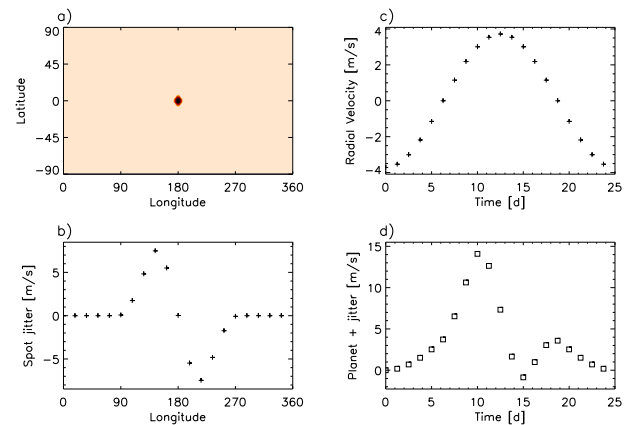 a)
90
45
0
−45
−90
Latitude
0 90 180 270 360
Longitude
c)
4
2
0
−2
−4
Radial Velocity [m/s]
0 5 10 15 20 25
Time [d]
b)
5
0
−5
Spot jitter [m/s]
0 90 180 270 360
Longitude
d)
15
10
5
0
Planet + jitter [m/s]
0 5 10 15 20 25
Time [d]